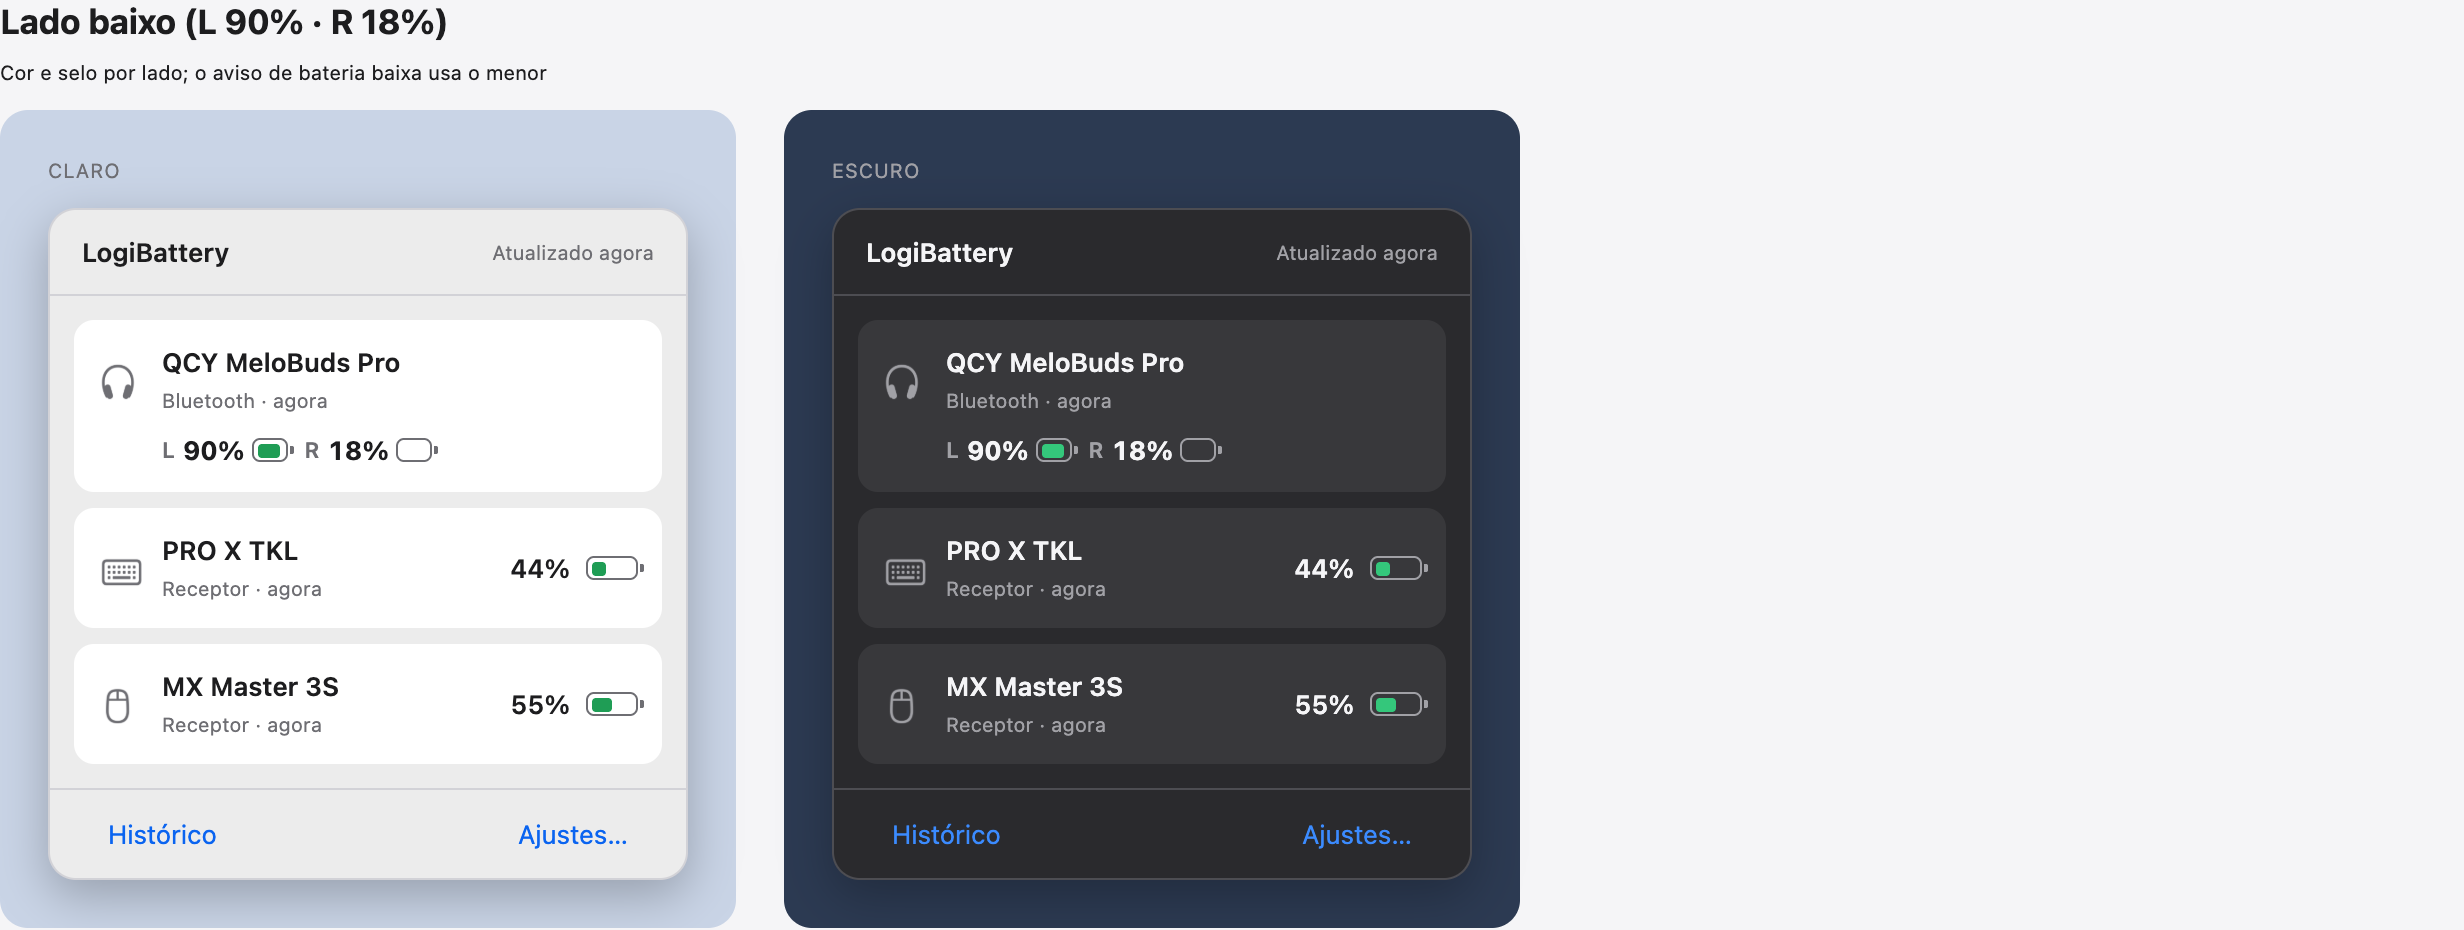 Lado baixo (L 90% · R 18%)
Cor e selo por lado; o aviso de bateria baixa usa o menor
CLARO
LogiBattery Atualizado agora
QCY MeloBuds Pro
Bluetooth · agora
L 90% R 18%
PRO X TKL
44%
Receptor · agora
MX Master 3S
55%
Receptor · agora
Histórico Ajustes...
ESCURO
LogiBattery Atualizado agora
QCY MeloBuds Pro
Bluetooth · agora
L 90% R 18%
PRO X TKL
44%
Receptor · agora
MX Master 3S
55%
Receptor · agora
Histórico Ajustes...